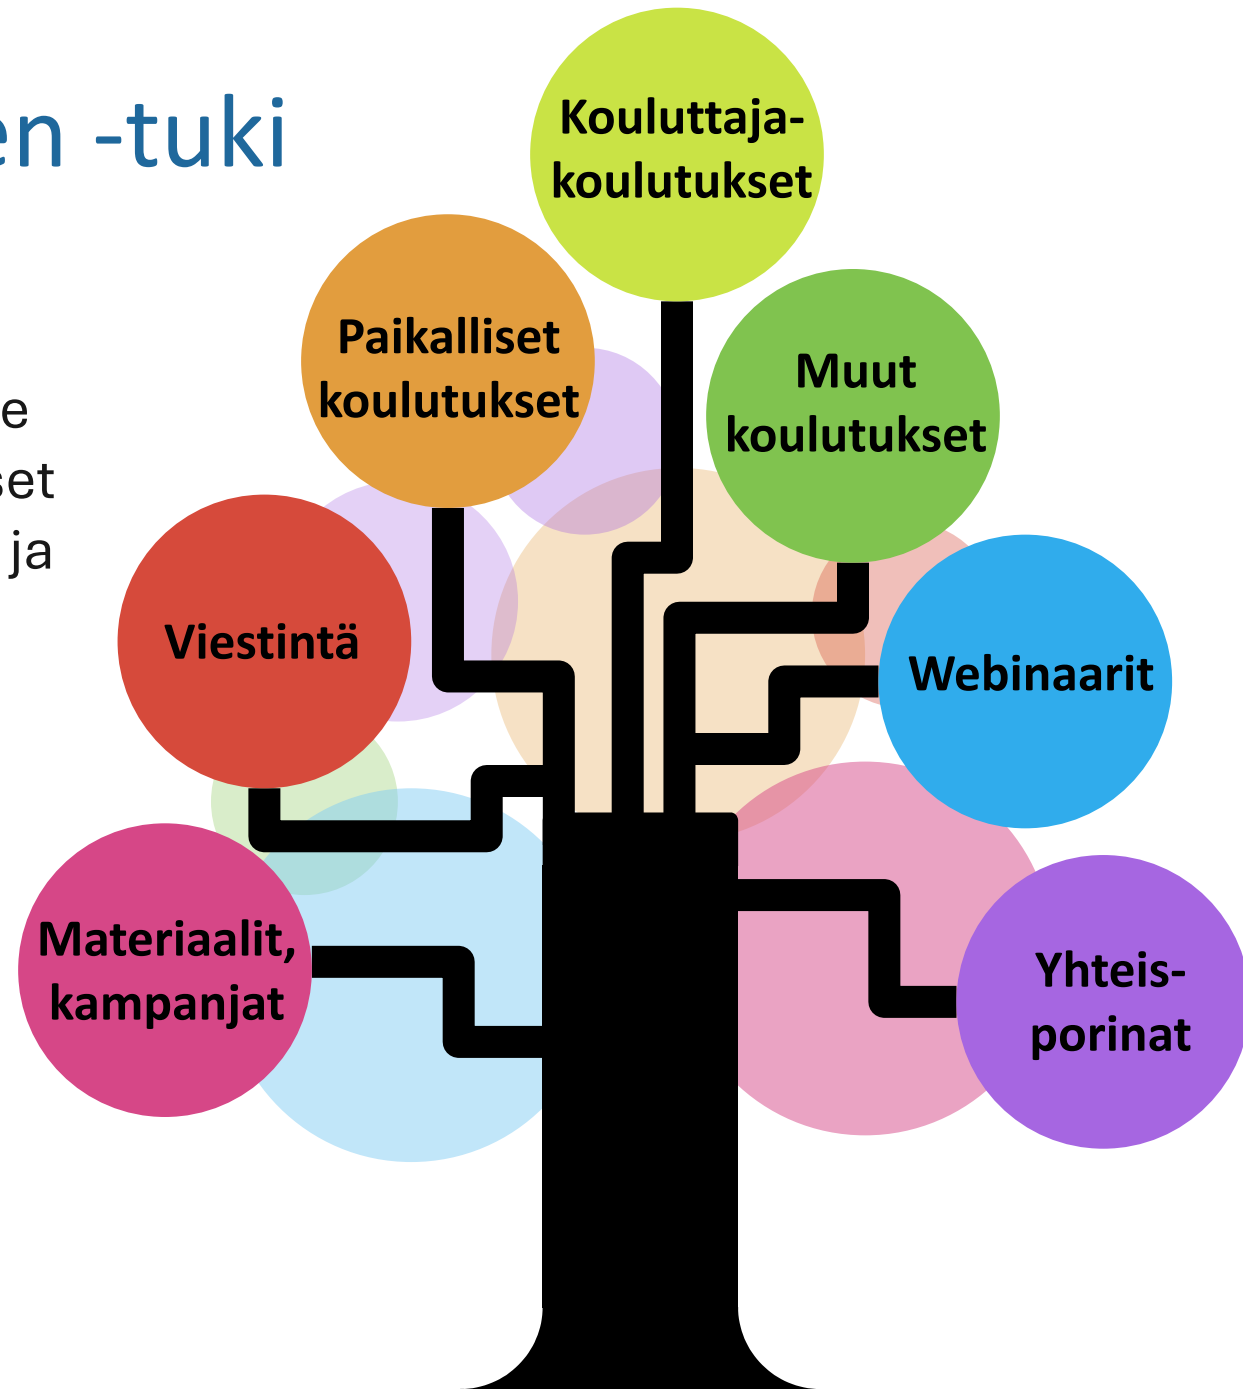 en -tuki
e
set
ja
Kouluttaja-
koulutukset
Paikalliset
koulutukset
Muut
koulutukset
Viestintä
Webinaarit
Materiaalit,
kampanjat
Yhteis-
porinat